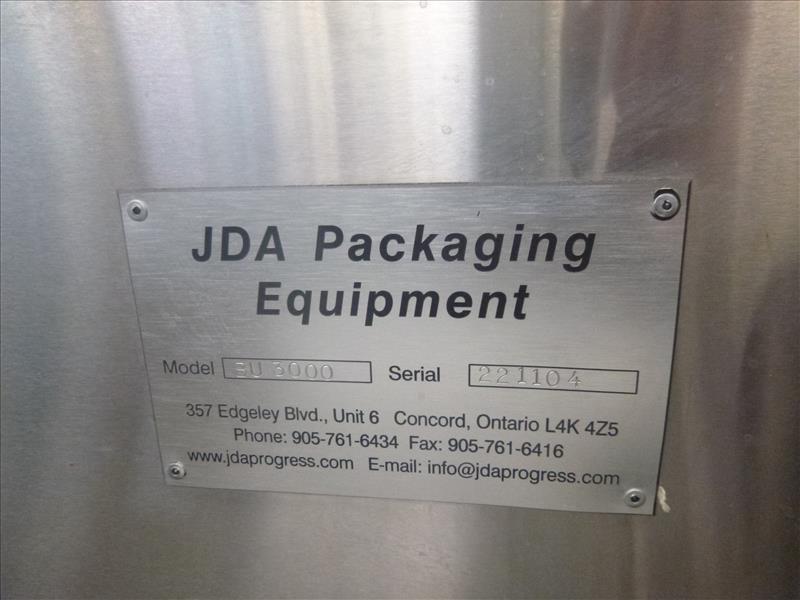 JDA Packaging
Equipment
Model 3000 Serial 221104
357 Edgeley Blvd., Unit 6 Concord, Ontario L4K 4Z5
Phone: 905-761-6434 Fax: 905-761-6416
www.jdaprogress.com E-mail: info@jdaprogress.com